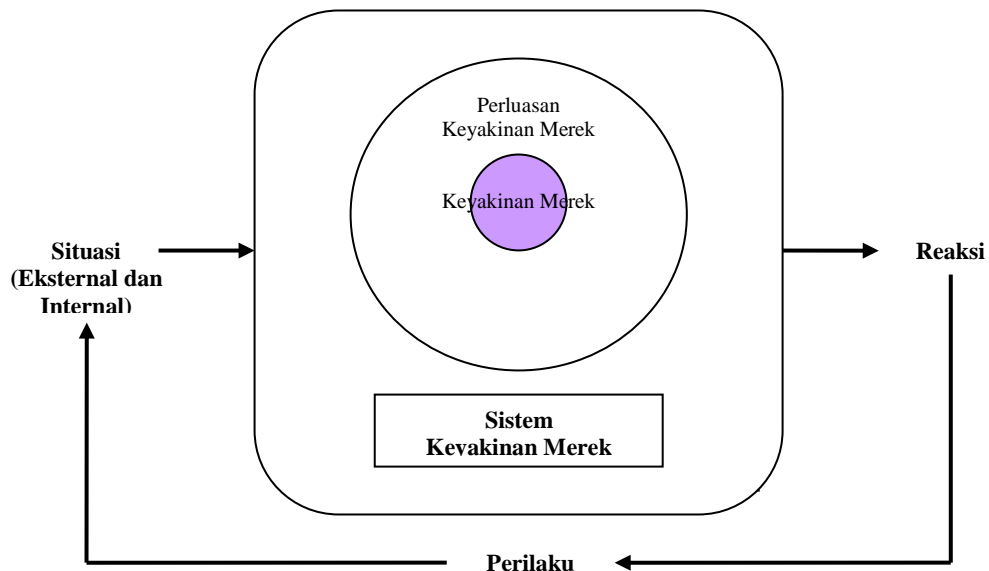 Perluasan
Keyakinan Merek
Keyakinan Merek
Situasi
(Eksternal dan
Internal)
Reaksi
Sistem
Keyakinan Merek
Perilaku